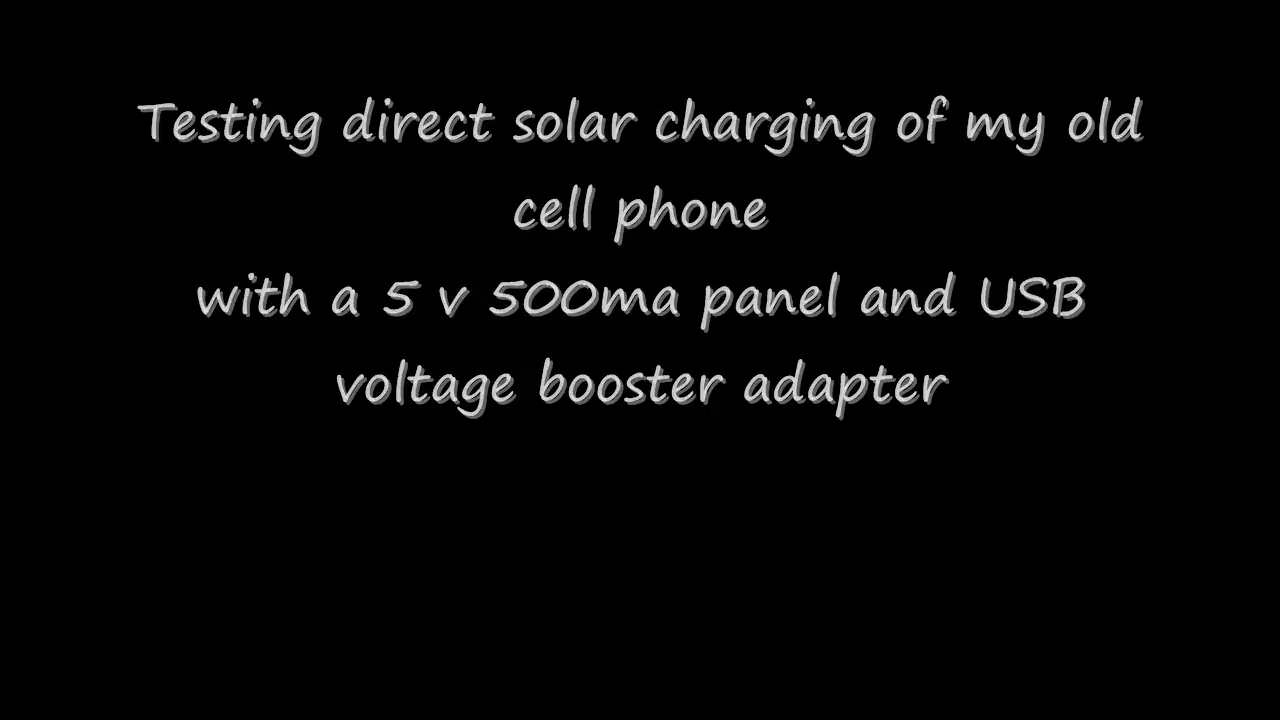 Testing direct solar charging of my old
cell phone
with a 5 v 500ma panel and USB
voltage booster adapter